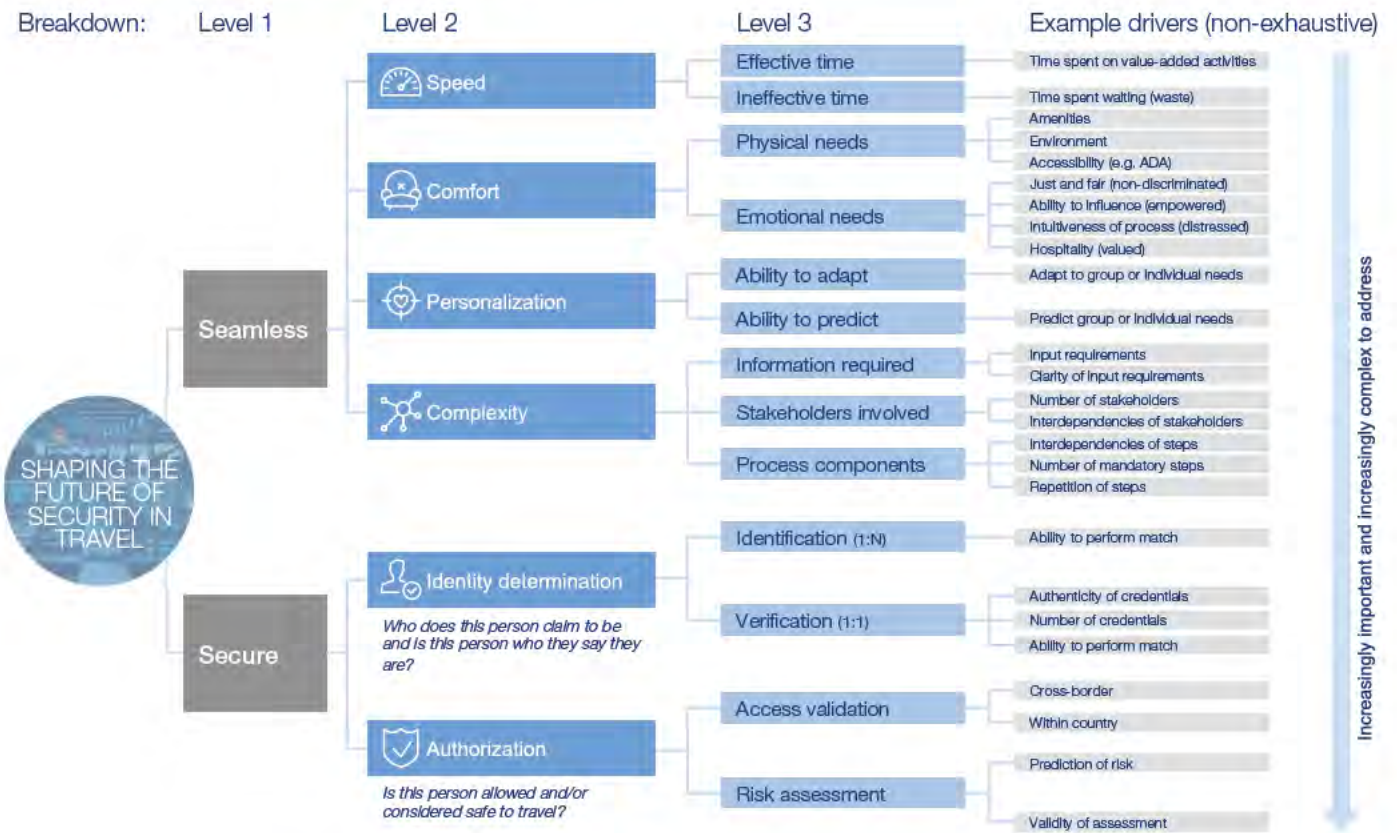 Breakdown:
Level 1
Level 2
Level 3
Example drivers (non-exhaustive)
SHAPING THE
FUTURE OF
SECURITY IN
TRAVEL
Seamless
Speed
Effective time
Time spent on value-added activities
Ineffective time
Time spent waiting (waste)
Comfort
Physical needs
Amenities
Environment
Accessibility (e.g. ADA)
Emotional needs
Just and fair (non-discriminated)
Ability to influence (empowered)
Intuitiveness of process (distressed)
Hospitality (valued)
Personalization
Ability to adapt
Adapt to group or individual needs
Ability to predict
Predict group or individual needs
Complexity
Information required
Input requirements
Clarity of input requirements
Stakeholders involved
Number of stakeholders
Interdependencies of stakeholders
Process components
Interdependencies of steps
Number of mandatory steps
Repetition of steps
Secure
Identity determination
Who does this person claim to be
and is this person who they say they
are?
Identification (1:N)
Ability to perform match
Verification (1:1)
Authenticity of credentials
Number of credentials
Ability to perform match
Authorization
Is this person allowed and/or
considered safe to travel?
Access validation
Cross-border
Within country
Risk assessment
Prediction of risk
Validity of assessment
Increasingly important and increasingly complex to address